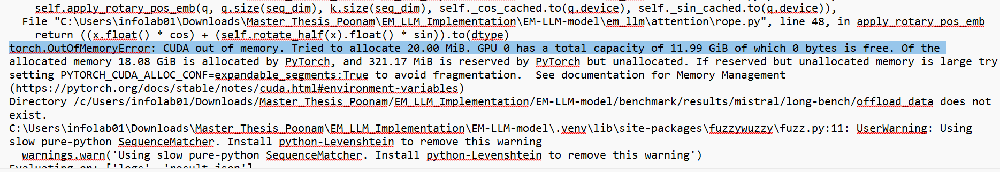 self.apply_rotary_pos_emb(q, q.size(seq_dim), k.size(seq_dim), self._cos_cached.to(q.device), self._sin_cached.to(q.device)),
File "C:\Users\infolab01\Downloads\Master_Thesis_Poonam\EM_LLM_Implementation\EM-LLM-model\em_llm\attention\rope.py", line 48, in apply_rotary_pos_emb
return ((x.float() * cos) + (self.rotate_half(x).float() * sin)).to(dtype)
torch.OutOfMemoryError: CUDA out of memory. Tried to allocate 20.00 MiB. GPU 0 has a total capacity of 11.99 GiB of which 0 bytes is free. Of the
allocated memory 18.08 GiB is allocated by PyTorch, and 321.17 MiB is reserved by PyTorch but unallocated. If reserved but unallocated memory is large try
setting PYTORCH_CUDA_ALLOC_CONF=expandable_segments:True to avoid fragmentation.  See documentation for Memory Management
(https://pytorch.org/docs/stable/notes/cuda.html#environment-variables)
Directory /c/Users/infolab01/Downloads/Master_Thesis_Poonam/EM_LLM_Implementation/EM-LLM-model/benchmark/results/mistral/long-bench/offload_data does not
exist.
C:\Users\infolab01\Downloads\Master_Thesis_Poonam\EM_LLM_Implementation\EM-LLM-model\.venv\lib\site-packages\fuzzywuzzy\fuzz.py:11: UserWarning: Using
slow pure-python SequenceMatcher. Install python-Levenshtein to remove this warning
warnings.warn('Using slow pure-python SequenceMatcher. Install python-Levenshtein to remove this warning')
Evaluating on: ['logs', 'result.json']